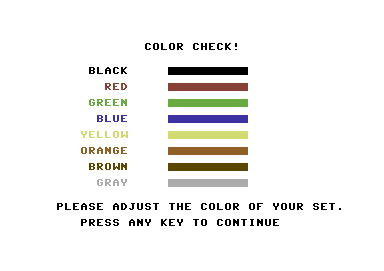 COLOR CHECK!
BLACK
RED
GREEN
BLUE
YELLOW
ORANGE
BROWN
GRAY
PLEASE ADJUST THE COLOR OF YOUR SET.
PRESS ANY KEY TO CONTINUE